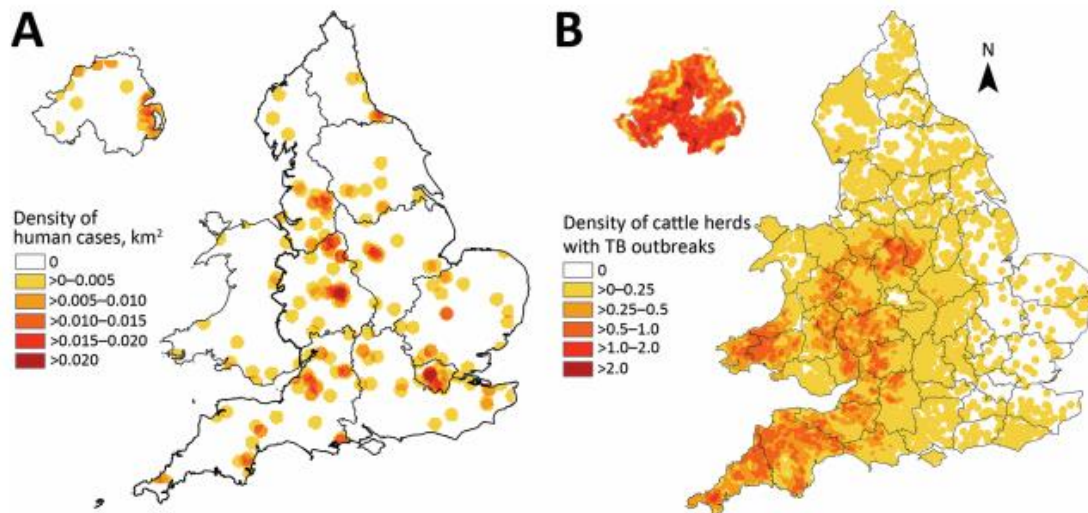 A
Density of
human cases, km²
0
>0–0.005
>0.005–0.010
>0.010–0.015
>0.015–0.020
>0.020
B
N
Density of cattle herds
with TB outbreaks
0
>0–0.25
>0.25–0.5
>0.5–1.0
>1.0–2.0
>2.0